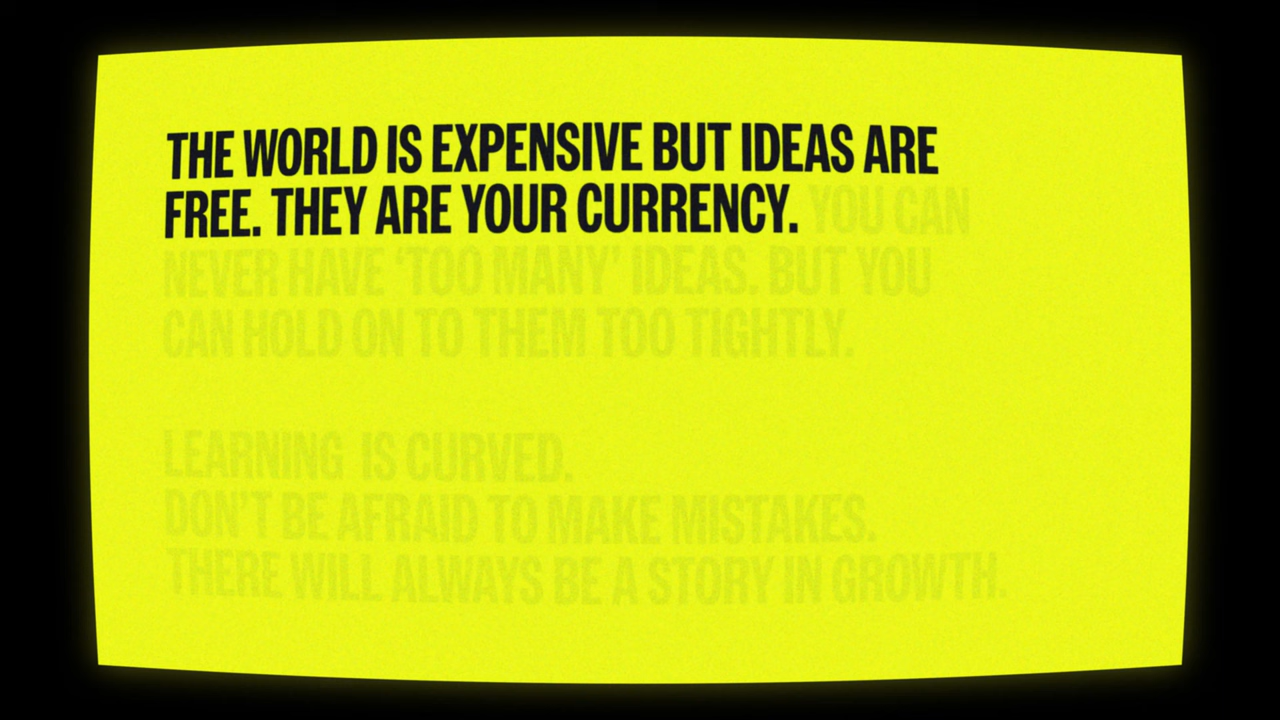 THE WORLD IS EXPENSIVE BUT IDEAS ARE
FREE. THEY ARE YOUR CURRENCY. YOU CAN
NEVER HAVE ‘TOO MANY’ IDEAS. BUT YOU
CAN HOLD ON TO THEM TOO TIGHTLY.
LEARNING IS CURVED.
DON’T BE AFRAID TO MAKE MISTAKES.
THERE WILL ALWAYS BE A STORY IN GROWTH.